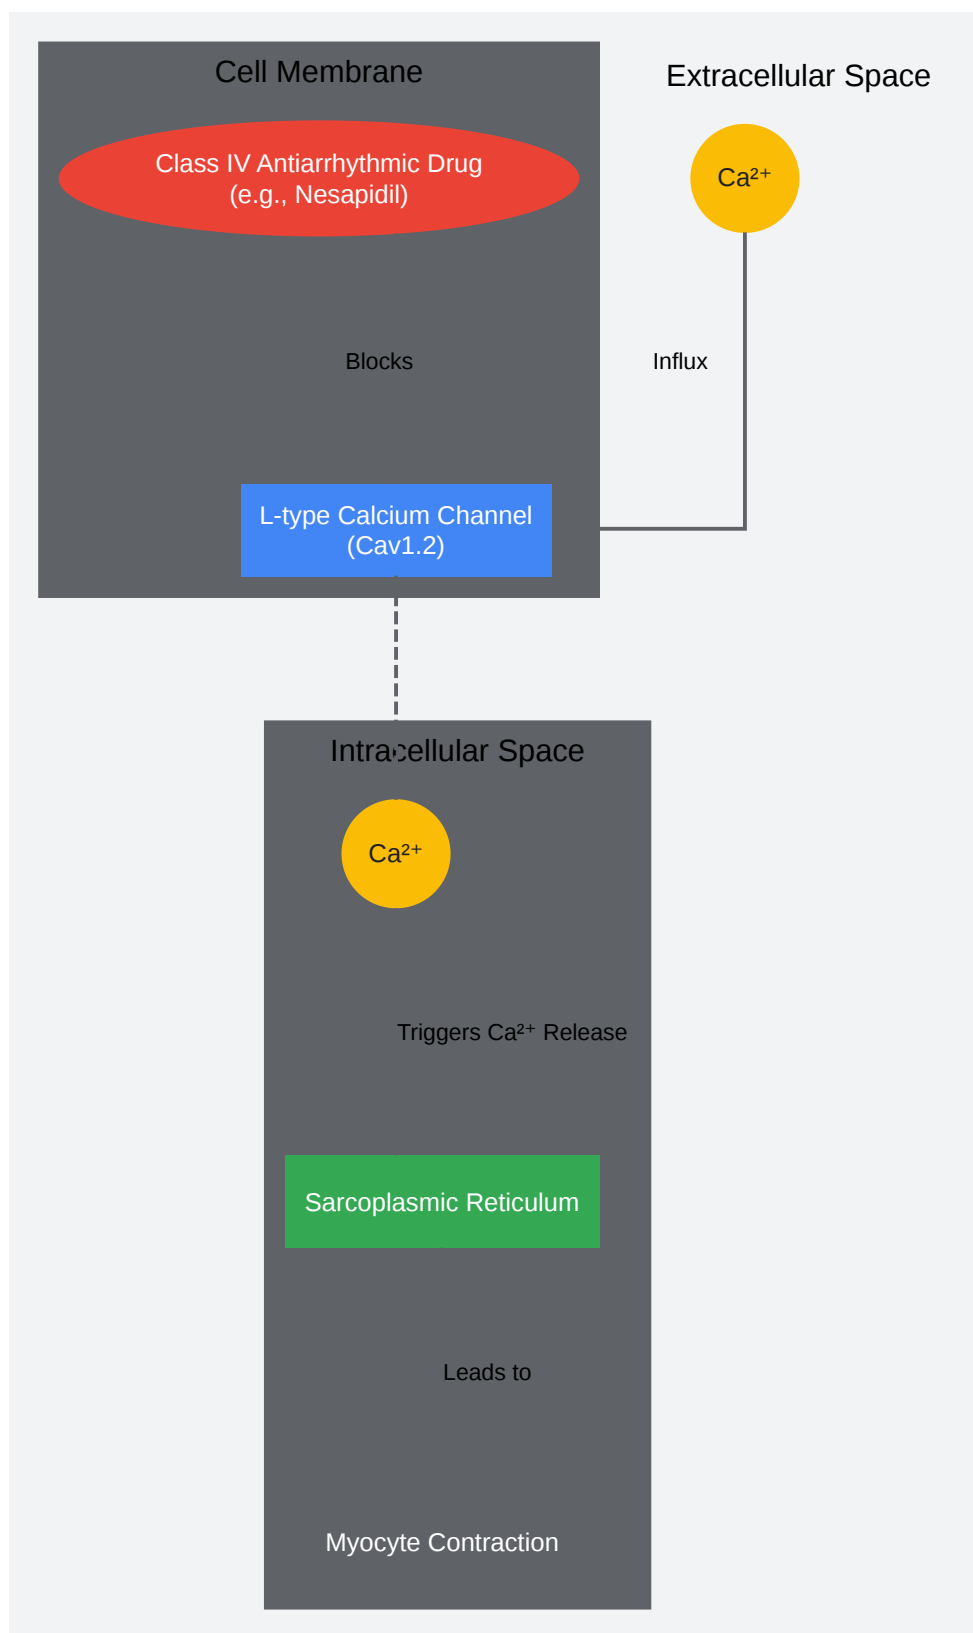 Cell Membrane
Extracellular Space
Class IV Antiarrhythmic Drug
(e.g., Nesapidil)
Ca²⁺
Blocks
Influx
L-type Calcium Channel
(Cav1.2)
Intracellular Space
Ca²⁺
Triggers Ca²⁺ Release
Sarcoplasmic Reticulum
Leads to
Myocyte Contraction